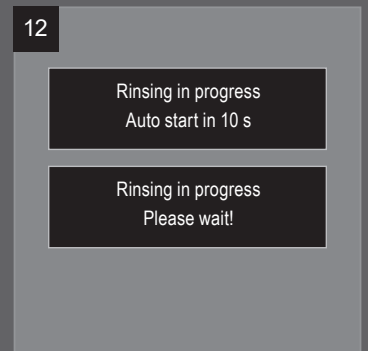 12
Rinsing in progress
Auto start in 10 s
Rinsing in progress
Please wait!